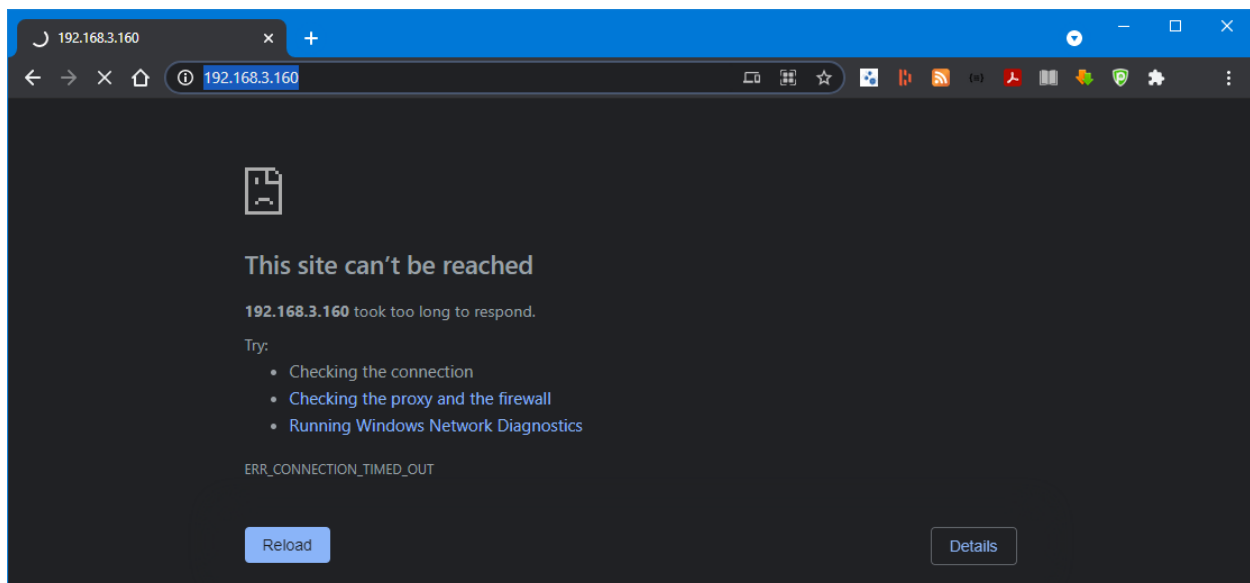 192.168.3.160
192.168.3.160
This site can’t be reached
192.168.3.160 took too long to respond.
Try:
• Checking the connection
• Checking the proxy and the firewall
• Running Windows Network Diagnostics
ERR_CONNECTION_TIMED_OUT
Reload Details